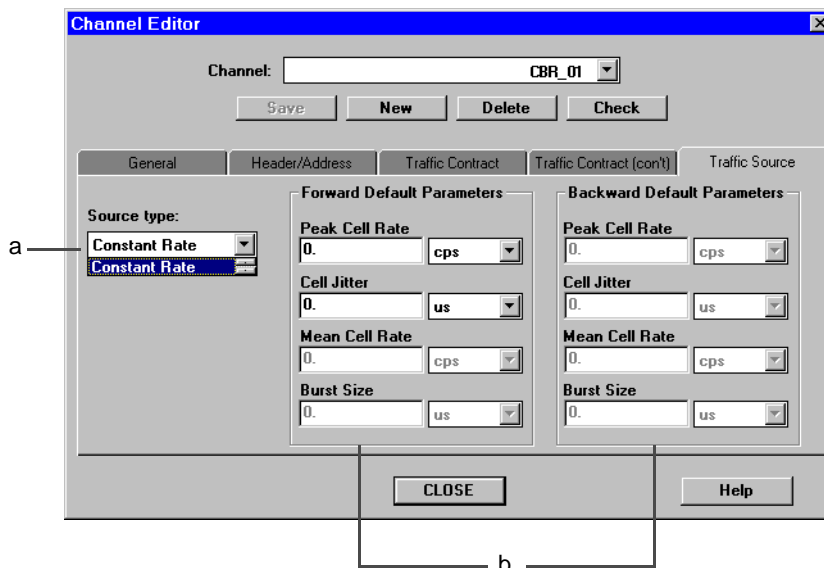 Channel Editor
Channel: CBR_01
Save New Delete Check
General Header/Address Traffic Contract Traffic Contract (con't) Traffic Source
Source type:
a
Constant Rate
Constant Rate
Forward Default Parameters
Peak Cell Rate
0. cps
Cell Jitter
0. us
Mean Cell Rate
0. cps
Burst Size
0. us
Backward Default Parameters
Peak Cell Rate
0. cps
Cell Jitter
0. us
Mean Cell Rate
0. cps
Burst Size
0. us
CLOSE Help
b